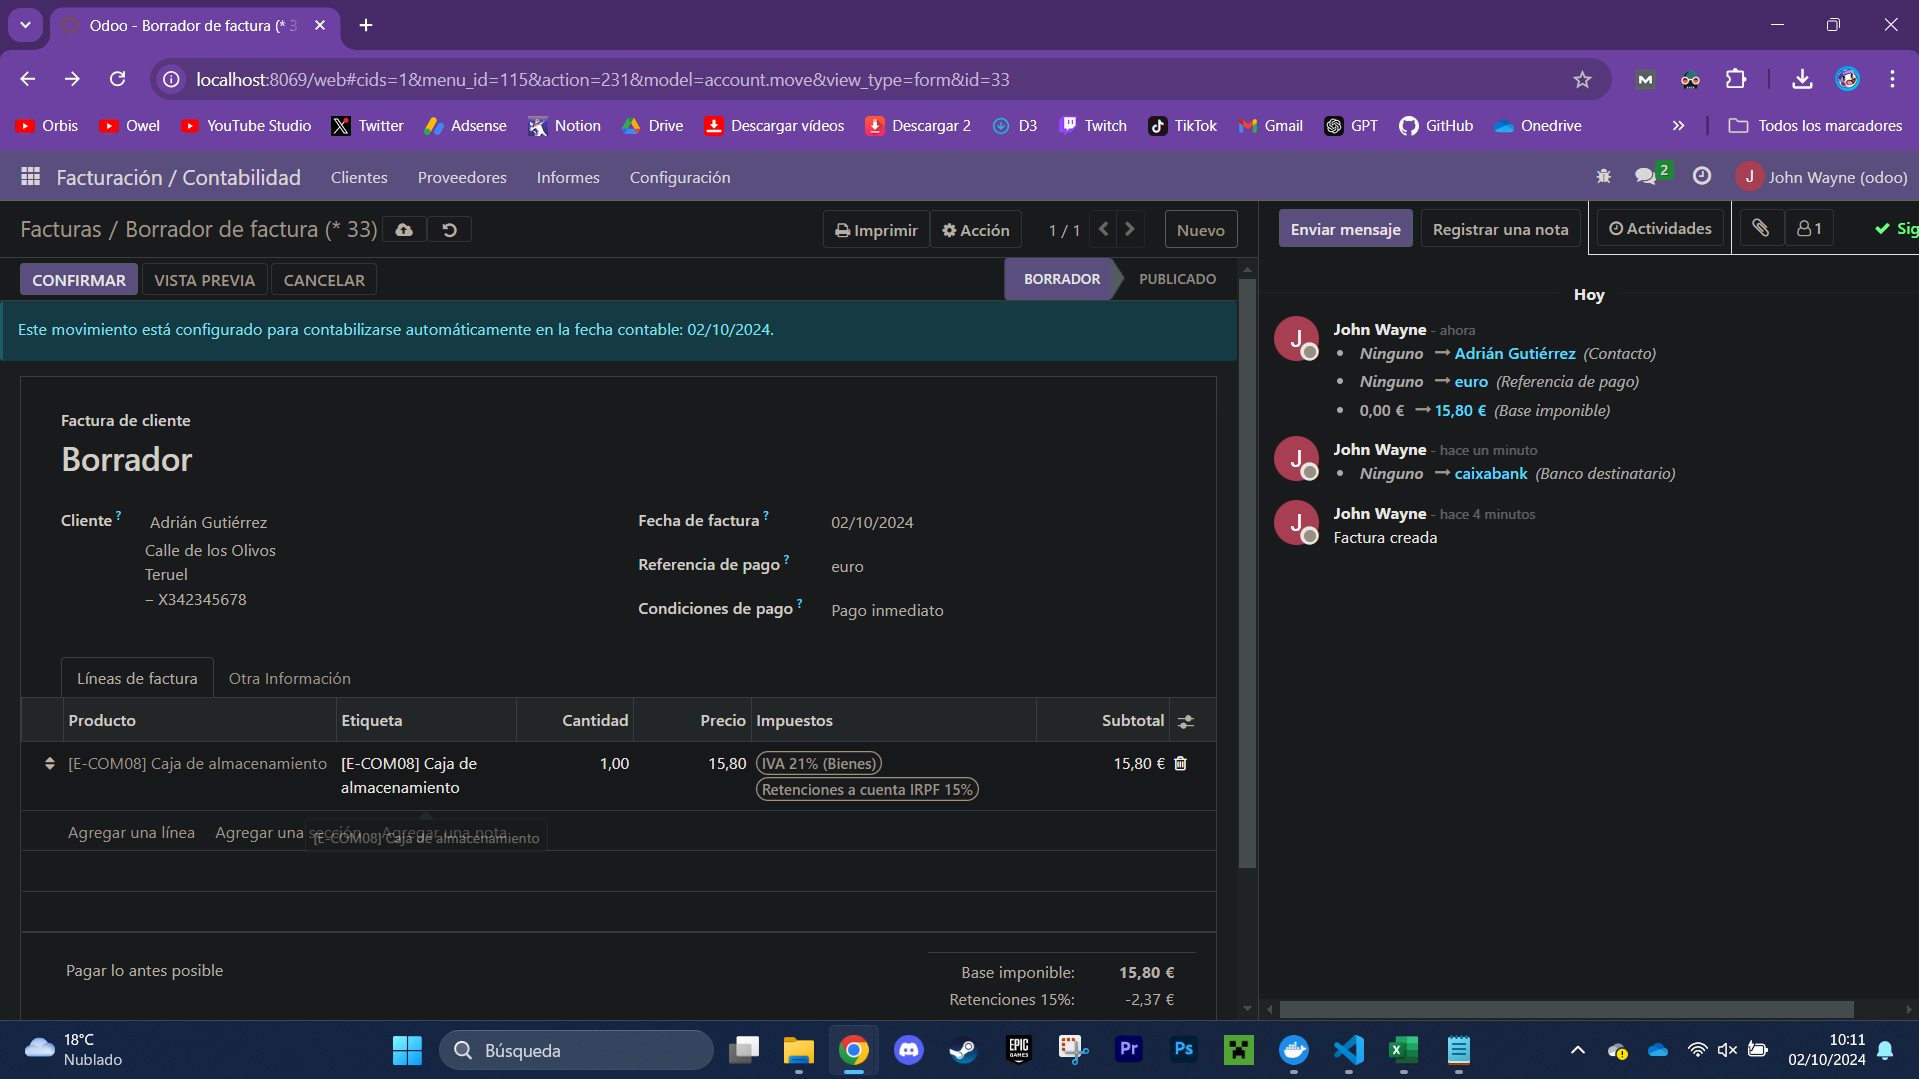 Odoo - Borrador de factura (* 3
localhost:8069/web#cids=1&menu_id=115&action=231&model=account.move&view_type=form&id=33
Orbis Owel YouTube Studio Twitter Adsense Notion Drive Descargar vídeos Descargar 2 D3 Twitch TikTok Gmail GPT GitHub Onedrive » Todos los marcadores
Facturación / Contabilidad Clientes Proveedores Informes Configuración 2 J John Wayne (odoo)
Facturas / Borrador de factura (* 33) Imprimir Acción 1 / 1 Nuevo
Enviar mensaje Registrar una nota Actividades 1 Sig
CONFIRMAR VISTA PREVIA CANCELAR BORRADOR PUBLICADO
Este movimiento está configurado para contabilizarse automáticamente en la fecha contable: 02/10/2024.
Factura de cliente
Borrador
Cliente ? Adrián Gutiérrez
Calle de los Olivos
Teruel
– X342345678
Fecha de factura ? 02/10/2024
Referencia de pago ? euro
Condiciones de pago ? Pago inmediato
Líneas de factura Otra Información
Producto Etiqueta Cantidad Precio Impuestos Subtotal
[E-COM08] Caja de almacenamiento [E-COM08] Caja de almacenamiento 1,00 15,80 IVA 21% (Bienes) 15,80 €
Retenciones a cuenta IRPF 15%
Agregar una línea Agregar una sección Agregar una nota
[E-COM08] Caja de almacenamiento
Pagar lo antes posible
Base imponible: 15,80 €
Retenciones 15%: -2,37 €
Hoy
J John Wayne - ahora
Ninguno → Adrián Gutiérrez (Contacto)
Ninguno → euro (Referencia de pago)
0,00 € → 15,80 € (Base imponible)
J John Wayne - hace un minuto
Ninguno → caixabank (Banco destinatario)
J John Wayne - hace 4 minutos
Factura creada
18°C
Nublado
Búsqueda
EPIC GAMES
Pr
Ps
10:11
02/10/2024